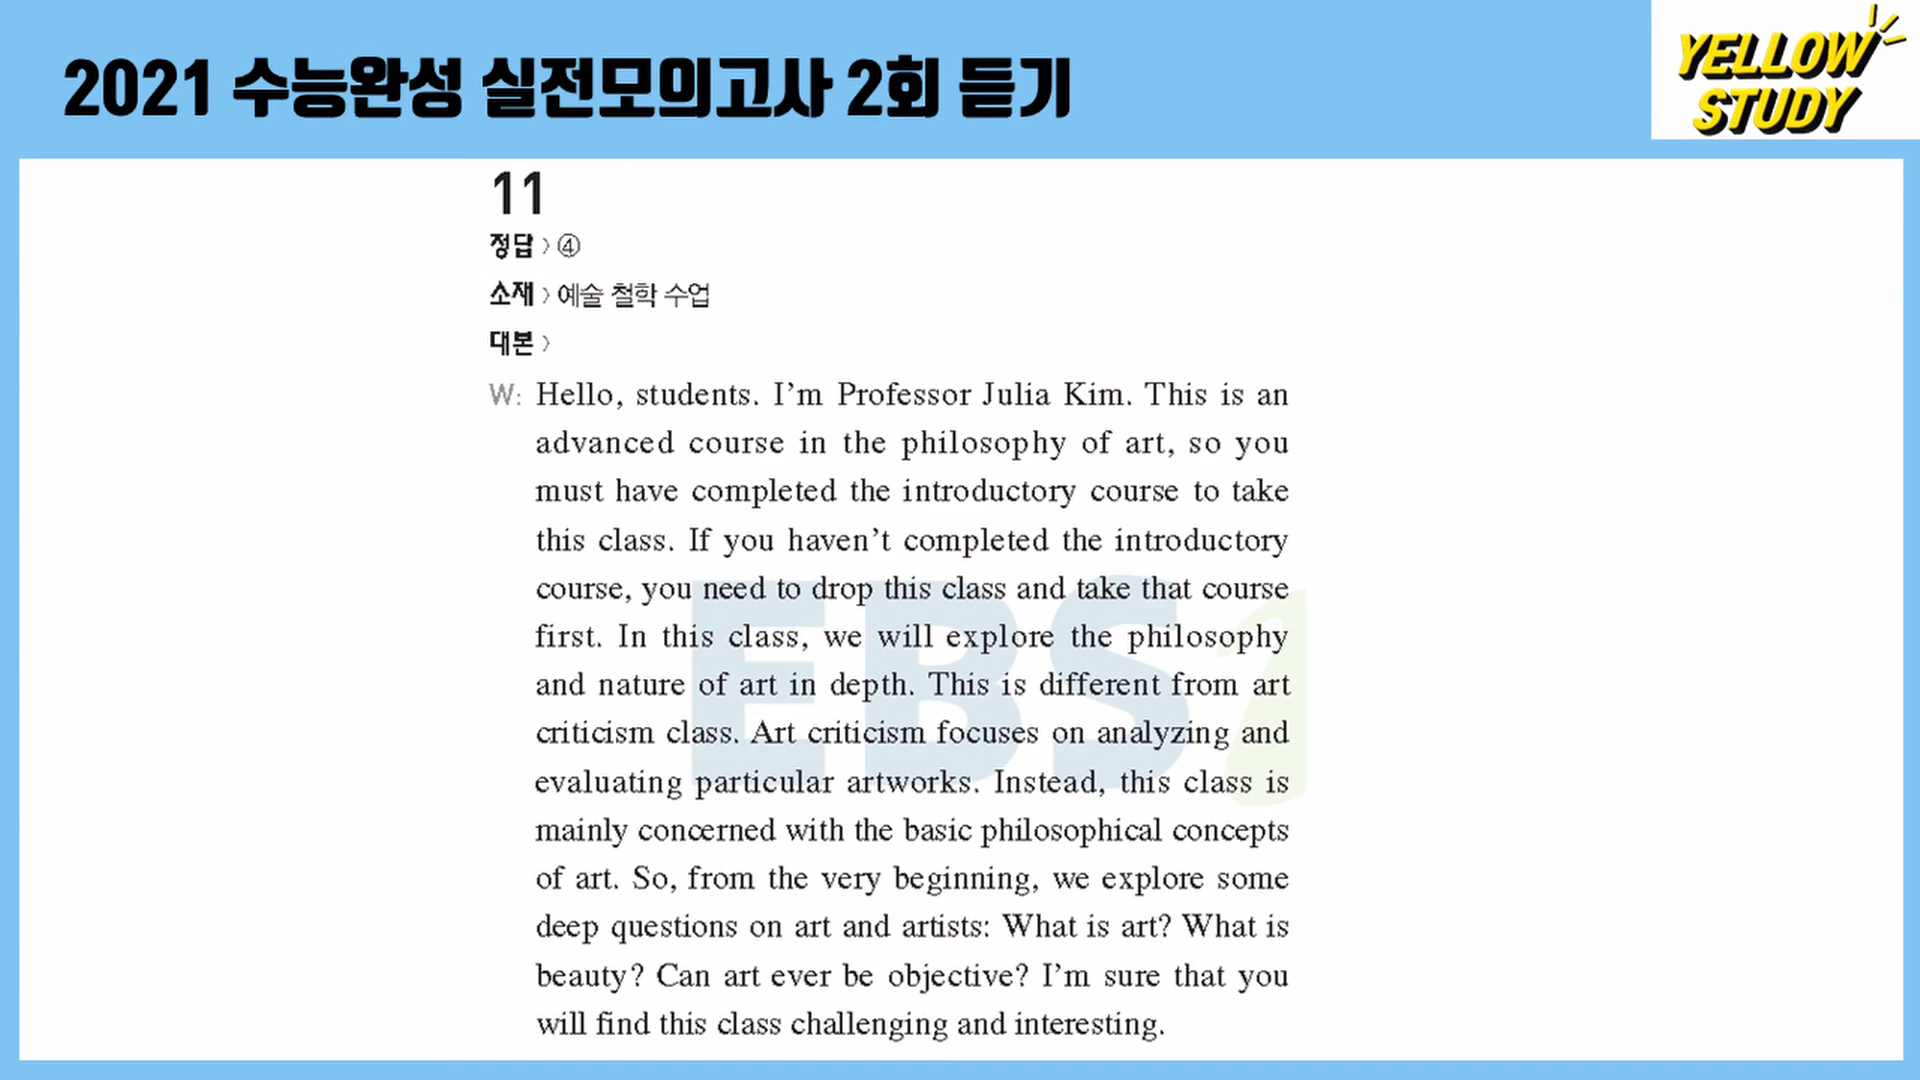 2021 수능완성 실전모의고사 2회 듣기
YELLOW
STUDY
11
정답 〉 ④
소재 〉 예술 철학 수업
대본 〉
W: Hello, students. I’m Professor Julia Kim. This is an
advanced course in the philosophy of art, so you
must have completed the introductory course to take
this class. If you haven’t completed the introductory
course, you need to drop this class and take that course
first. In this class, we will explore the philosophy
and nature of art in depth. This is different from art
criticism class. Art criticism focuses on analyzing and
evaluating particular artworks. Instead, this class is
mainly concerned with the basic philosophical concepts
of art. So, from the very beginning, we explore some
deep questions on art and artists: What is art? What is
beauty? Can art ever be objective? I’m sure that you
will find this class challenging and interesting.
EBS